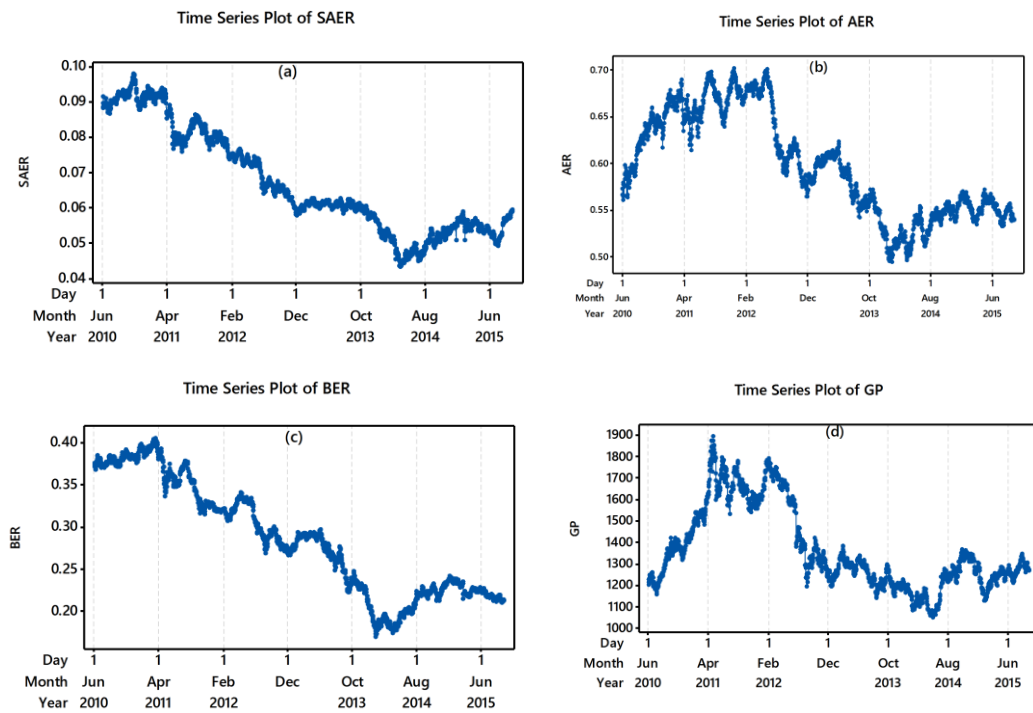 Time Series Plot of SAER
(a)
0.10
0.09
0.08
0.07
0.06
0.05
0.04
SAER
Day 1 1 1 1 1 1 1
Month Jun Apr Feb Dec Oct Aug Jun
Year 2010 2011 2012 2013 2014 2015
Time Series Plot of AER
(b)
0.70
0.65
0.60
0.55
0.50
AER
Day 1 1 1 1 1 1 1
Month Jun Apr Feb Dec Oct Aug Jun
Year 2010 2011 2012 2013 2014 2015
Time Series Plot of BER
(c)
0.40
0.35
0.30
0.25
0.20
BER
Day 1 1 1 1 1 1 1
Month Jun Apr Feb Dec Oct Aug Jun
Year 2010 2011 2012 2013 2014 2015
Time Series Plot of GP
(d)
1900
1800
1700
1600
1500
1400
1300
1200
1100
1000
GP
Day 1 1 1 1 1 1 1
Month Jun Apr Feb Dec Oct Aug Jun
Year 2010 2011 2012 2013 2014 2015